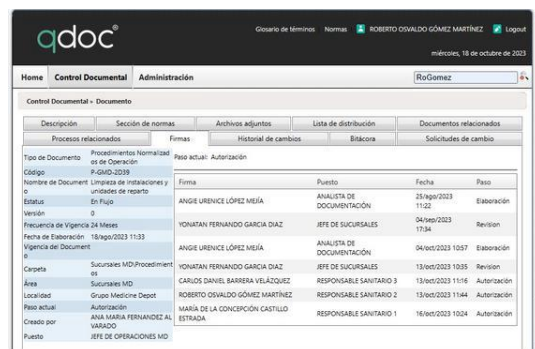 qdoc®
Glosario de términos Normas ROBERTO OSVALDO GÓMEZ MARTÍNEZ Logout
miércoles, 18 de octubre de 2023
Home Control Documental Administración RoGomez
Control Documental » Documento
Descripción Sección de normas Archivos adjuntos Lista de distribución Documentos relacionados
Procesos relacionados Firmas Historial de cambios Bitácora Solicitudes de cambio
Tipo de Documento Procedimientos Normalizad
os de Operación
Código P-GMD-2D39
Nombre de Document
o
Limpieza de instalaciones y
unidades de reparto
Estatus En Flujo
Versión 0
Frecuencia de Vigencia 24 Meses
Fecha de Elaboración 18/ago/2023 11:33
Vigencia del Document
o
Carpeta Sucursales MD\Procedimient
os
Área Sucursales MD
Localidad Grupo Medicine Depot
Paso actual Autorización
Creado por ANA MARIA FERNANDEZ AL
VARADO
Puesto JEFE DE OPERACIONES MD
Paso actual: Autorización
Firma Puesto Fecha Paso
ANGIE URENICE LÓPEZ MEJÍA ANALISTA DE
DOCUMENTACIÓN 25/ago/2023
11:22 Elaboración
YONATAN FERNANDO GARCIA DIAZ JEFE DE SUCURSALES 04/sep/2023
17:34 Revision
ANGIE URENICE LÓPEZ MEJÍA ANALISTA DE
DOCUMENTACIÓN 04/oct/2023 10:57 Elaboración
YONATAN FERNANDO GARCIA DIAZ JEFE DE SUCURSALES 13/oct/2023 10:35 Revision
CARLOS DANIEL BARRERA VELÁZQUEZ RESPONSABLE SANITARIO 3 13/oct/2023 11:16 Autorización
ROBERTO OSVALDO GÓMEZ MARTÍNEZ RESPONSABLE SANITARIO 2 13/oct/2023 11:44 Autorización
MARÍA DE LA CONCEPCIÓN CASTILLO
ESTRADA RESPONSABLE SANITARIO 1 16/oct/2023 10:24 Autorización